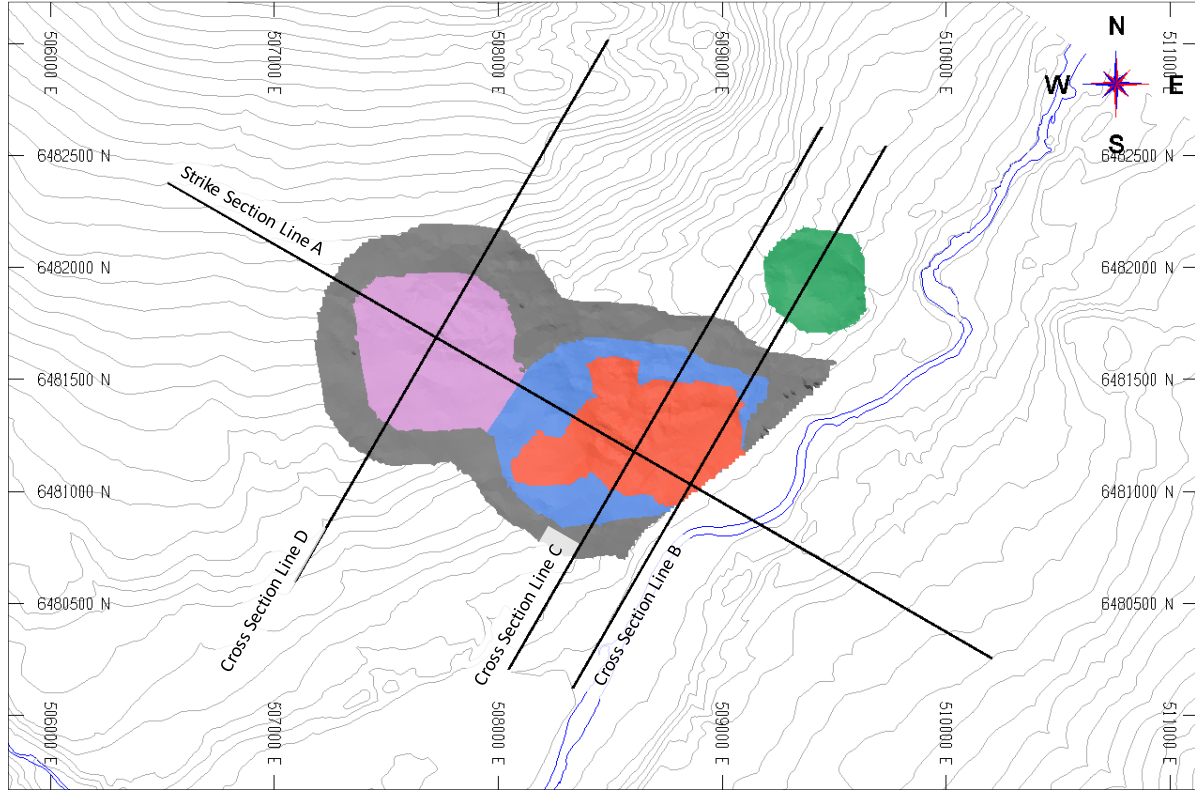 506000 E
507000 E
508000 E
509000 E
510000 E
511000 E
N
W
E
S
6482500 N
6482500 N
Strike Section Line A
6482000 N
6482000 N
6481500 N
6481500 N
6481000 N
6481000 N
6480500 N
6480500 N
Cross Section Line D
Cross Section Line C
Cross Section Line B
506000 E
507000 E
508000 E
509000 E
510000 E
511000 E